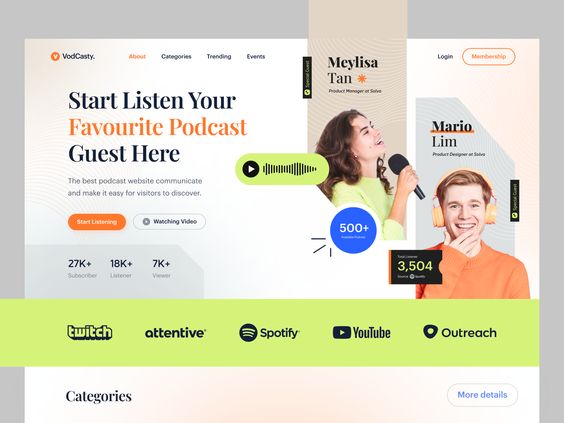 VodCasty.
About
Categories
Trending
Events
Login
Membership
Start Listen Your
Favourite Podcast
Guest Here
The best podcast website communicate
and make it easy for visitors to discover.
Start Listening
Watching Video
27K+
Subscriber
18K+
Listener
7K+
Viewer
Special Guest
Meylisa
Tan
Product Manager at Salva
Mario
Lim
Product Designer at Salva
Special Guest
500+
Available Podcast
Total Listener
3,504
Source Spotify
twitch
attentive®
Spotify®
YouTube
Outreach
Categories
More details